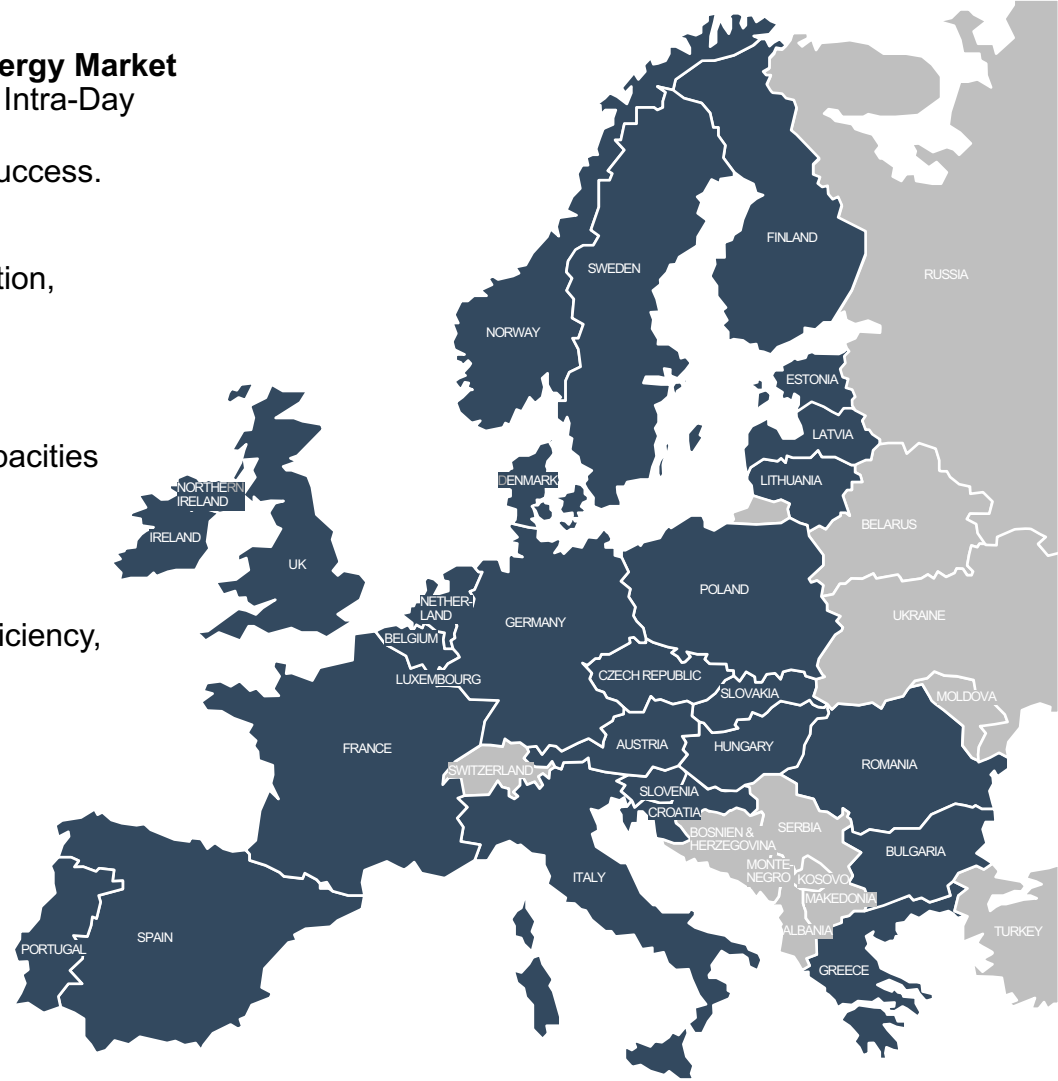 ergy Market
Intra-Day
uccess.
tion,
pacities
iciency,
FINLAND
SWEDEN
RUSSIA
NORWAY
ESTONIA
LATVIA
LITHUANIA
DENMARK
NORTHERN
IRELAND
IRELAND
BELARUS
UK
POLAND
NETHER-
LAND
GERMANY
UKRAINE
BELGIUM
LUXEMBOURG
CZECH REPUBLIC
SLOVAKIA
MOLDOVA
FRANCE
AUSTRIA
HUNGARY
SWITZERLAND
ROMANIA
SLOVENIA
CROATIA
SERBIA
BOSNIEN &
HERZEGOVINA
BULGARIA
MONTE-
NEGRO
KOSOVO
ITALY
MAKEDONIA
ALBANIA
TURKEY
PORTUGAL
SPAIN
GREECE